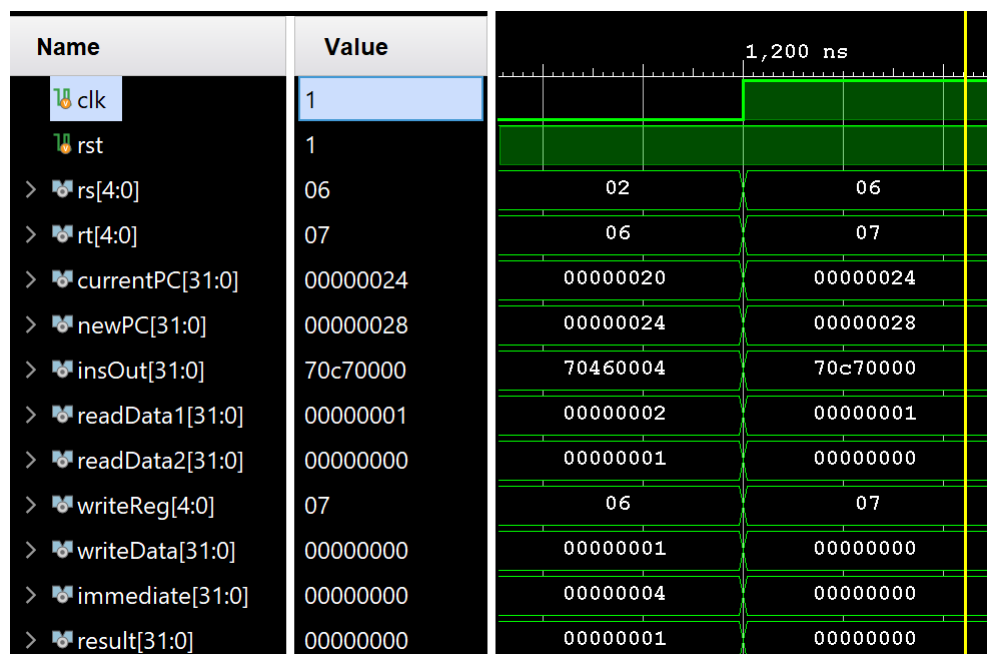 Name Value 1,200 ns
clk 1
rst 1
rs[4:0] 06 02 06
rt[4:0] 07 06 07
currentPC[31:0] 00000024 00000020 00000024
newPC[31:0] 00000028 00000024 00000028
insOut[31:0] 70c70000 70460004 70c70000
readData1[31:0] 00000001 00000002 00000001
readData2[31:0] 00000000 00000001 00000000
writeReg[4:0] 07 06 07
writeData[31:0] 00000000 00000001 00000000
immediate[31:0] 00000000 00000004 00000000
result[31:0] 00000000 00000001 00000000